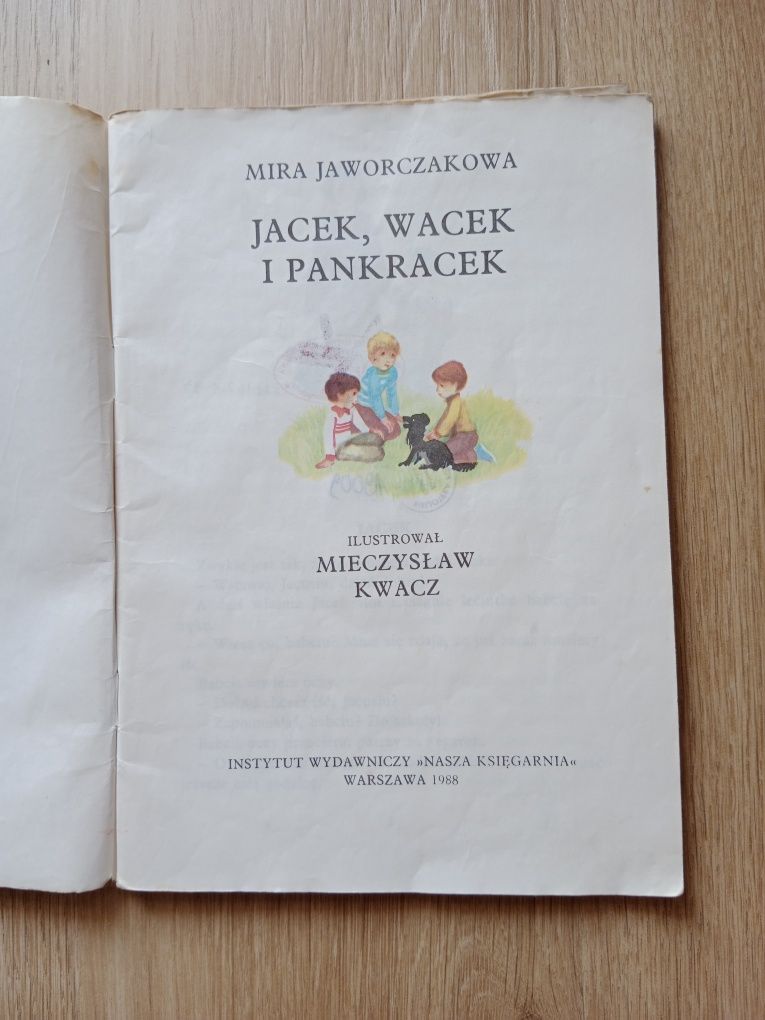 MIRA JAWORCZAKOWA
JACEK, WACEK
I PANKRACEK
ILUSTROWAŁ
MIECZYSŁAW
KWACZ
INSTYTUT WYDAWNICZY »NASZA KSIĘGARNIA«
WARSZAWA 1988